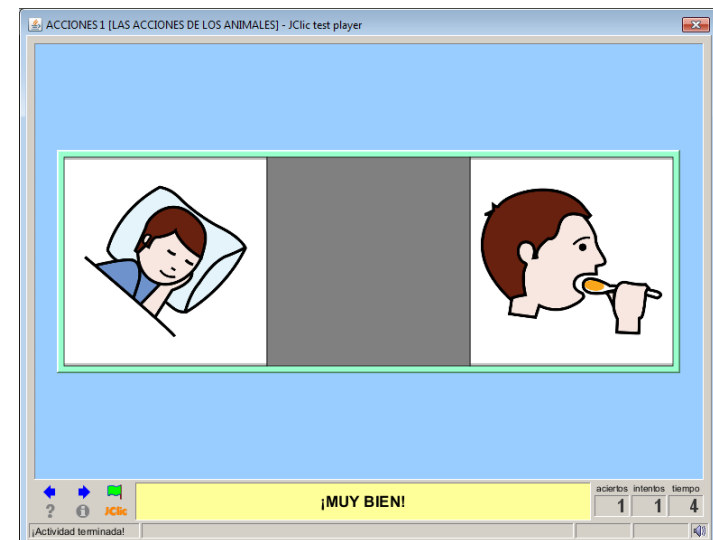 ACCIONES 1 [LAS ACCIONES DE LOS ANIMALES] - JClic test player
aciertos intentos tiempo
¡MUY BIEN!
1 1 4
? i JClic
¡Actividad terminada!